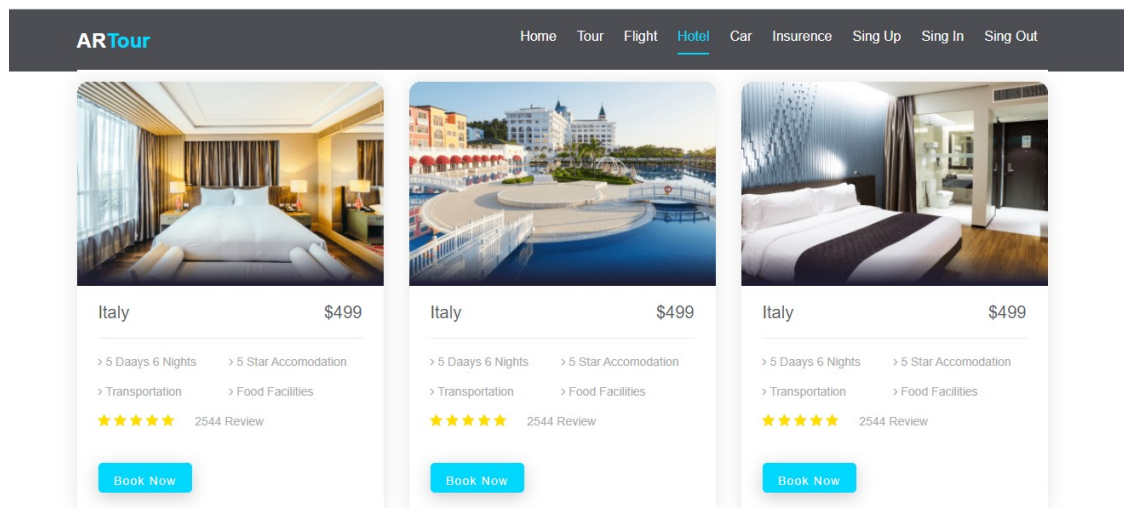 ARTour Home Tour Flight Hotel Car Insurence Sing Up Sing In Sing Out
Italy $499
> 5 Daays 6 Nights > 5 Star Accomodation
> Transportation > Food Facilities
2544 Review
Book Now
Italy $499
> 5 Daays 6 Nights > 5 Star Accomodation
> Transportation > Food Facilities
2544 Review
Book Now
Italy $499
> 5 Daays 6 Nights > 5 Star Accomodation
> Transportation > Food Facilities
2544 Review
Book Now